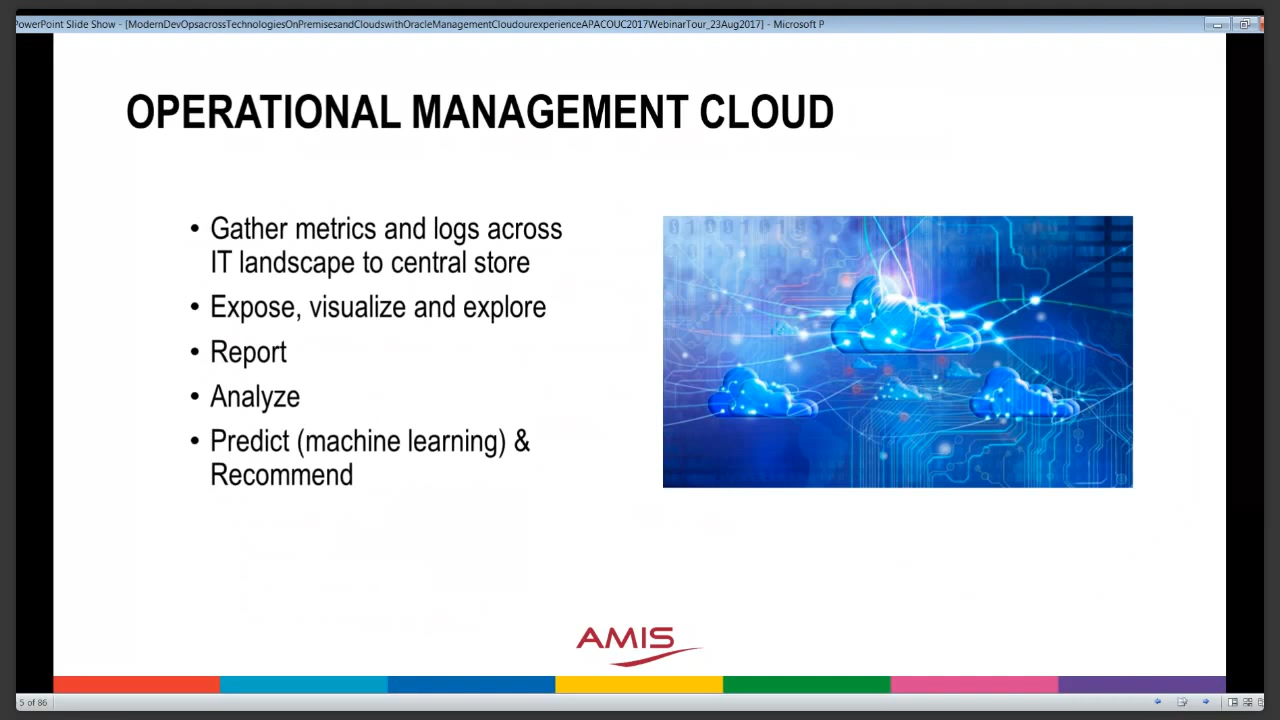 PowerPoint Slide Show - [ModernDevOpsacrossTechnologiesOnPremisesandCloudswithOracleManagementCloudourexperienceAPACOUC2017WebinarTour_23Aug2017] - Microsoft P
OPERATIONAL MANAGEMENT CLOUD
• Gather metrics and logs across
IT landscape to central store
• Expose, visualize and explore
• Report
• Analyze
• Predict (machine learning) &
Recommend
AMIS
5 of 86